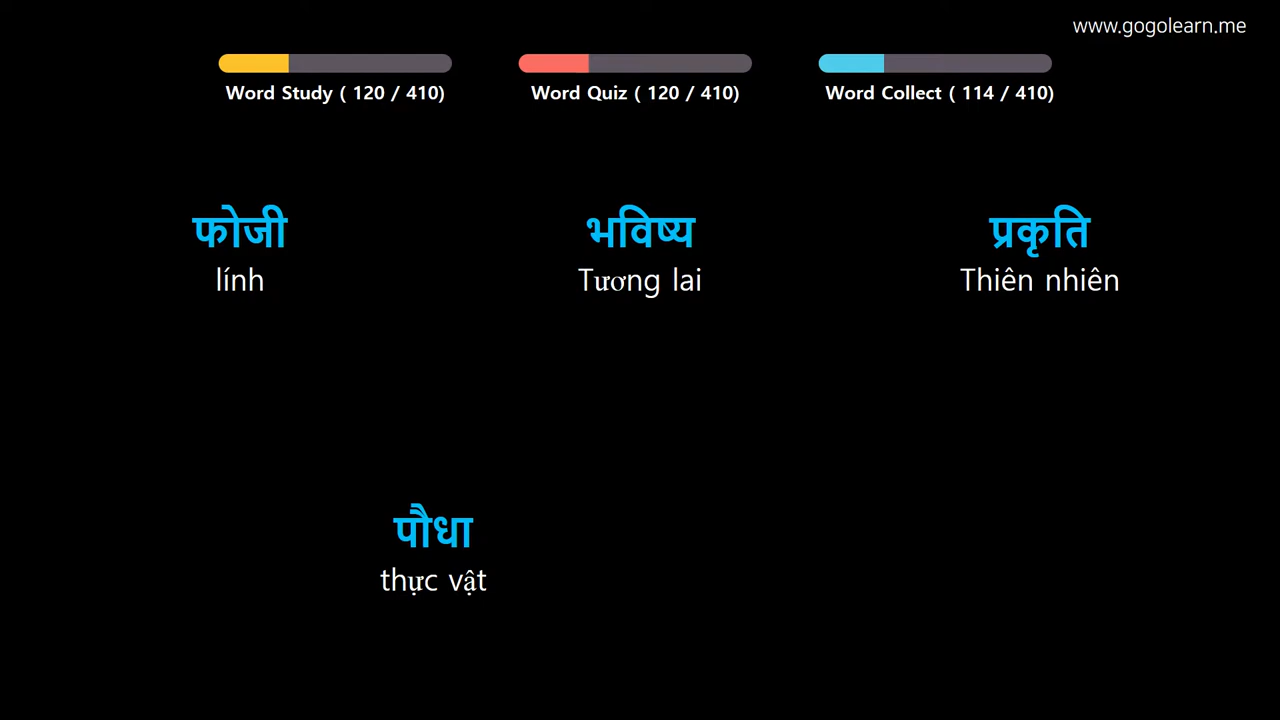 www.gogolearn.me
Word Study ( 120 / 410)
Word Quiz ( 120 / 410)
Word Collect ( 114 / 410)
फोजी
lính
भविष्य
Tương lai
प्रकृति
Thiên nhiên
पौधा
thực vật